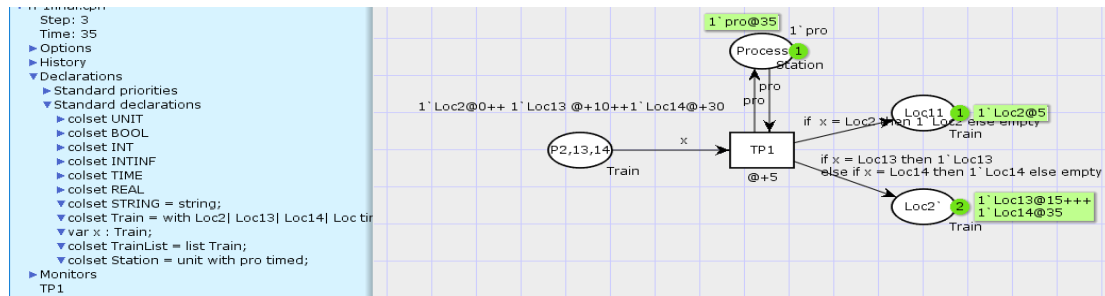 Step: 3
Time: 35
Options
History
Declarations
Standard priorities
Standard declarations
colset UNIT
colset BOOL
colset INT
colset INTINF
colset TIME
colset REAL
colset STRING = string;
colset Train = with Loc2| Loc13| Loc14| Loc tir
var x : Train;
colset TrainList = list Train;
colset Station = unit with pro timed;
Monitors
TP1
1`pro@35
1`pro
Process
1
Station
pro
pro
1`Loc2@0++ 1`Loc13 @+10++1`Loc14@+30
P2,13,14
Train
x
TP1
@+5
Loc11
1
1`Loc2@5
if x = Loc2 then 1`Loc2 else empty
Train
if x = Loc13 then 1`Loc13
else if x = Loc14 then 1`Loc14 else empty
Loc2`
2
1`Loc13@15+++
1`Loc14@35
Train